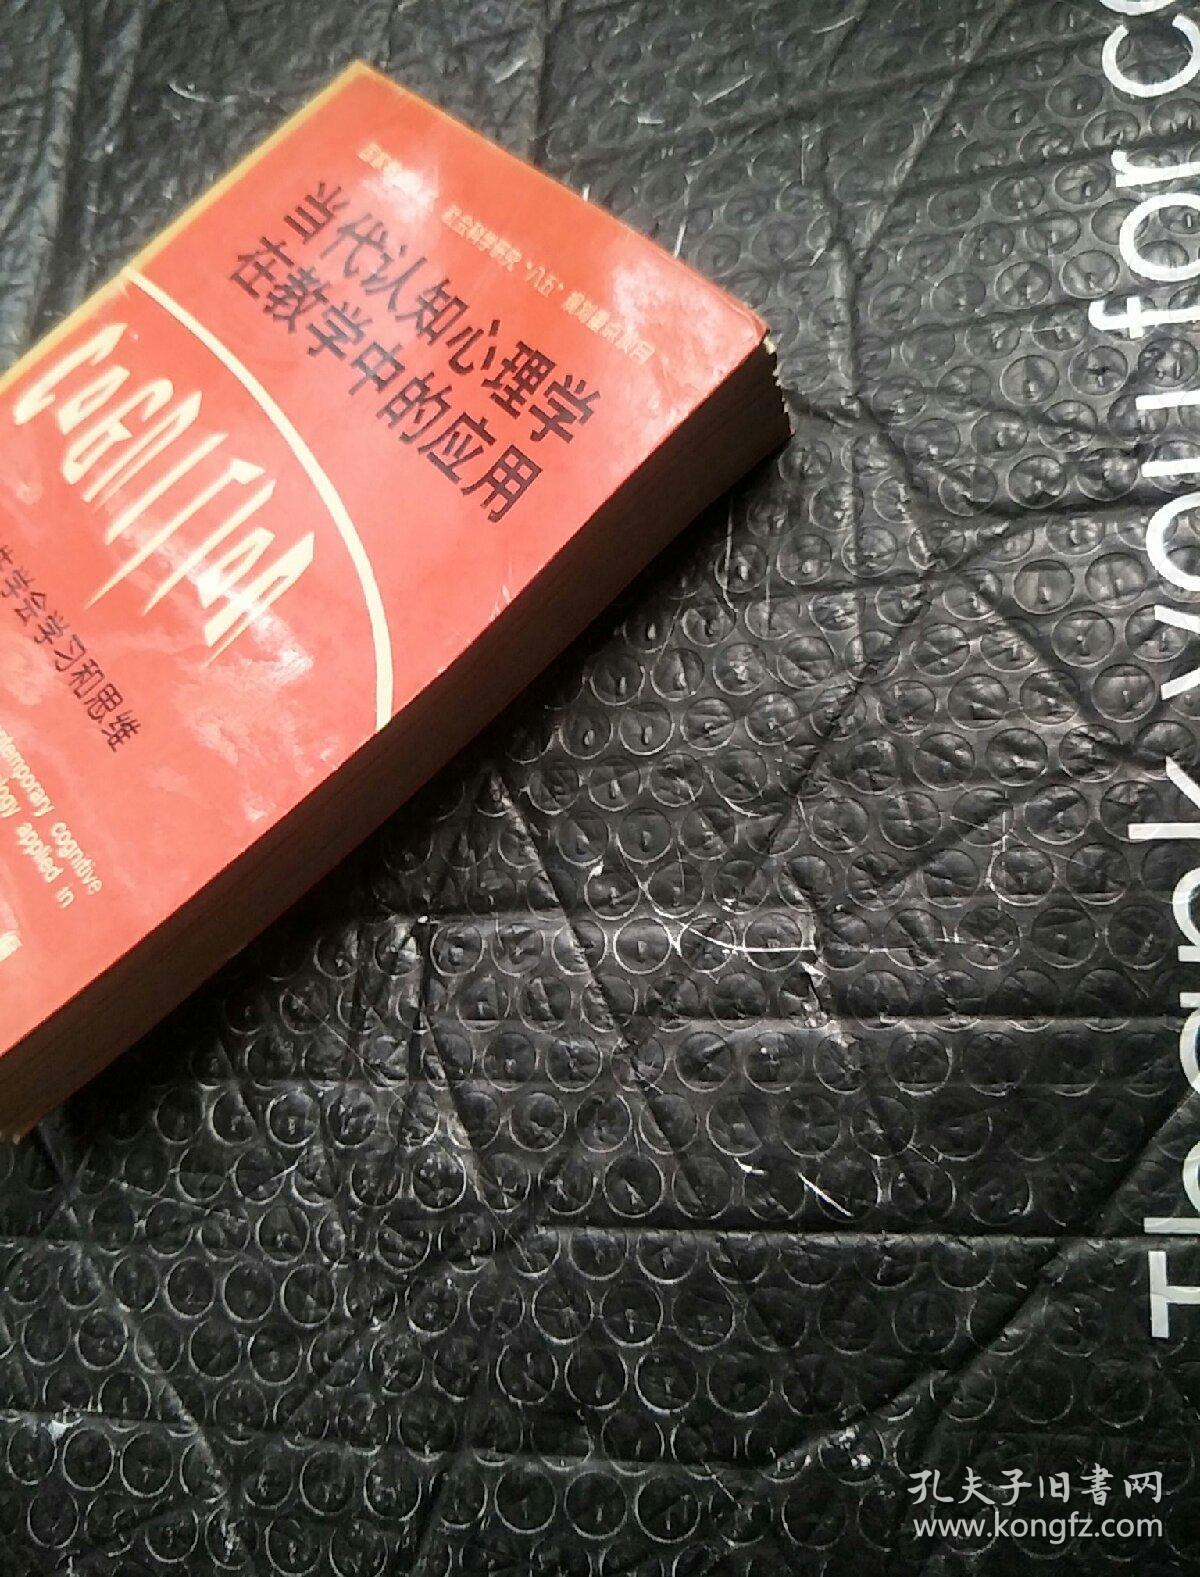 社会科学研究“八五”规划重点项目
当代认知心理学
在教学中的应用
COGNITION
学会学习和思维
cognitive
applied in
Thank you for
孔夫子旧書网
www.kongfz.com